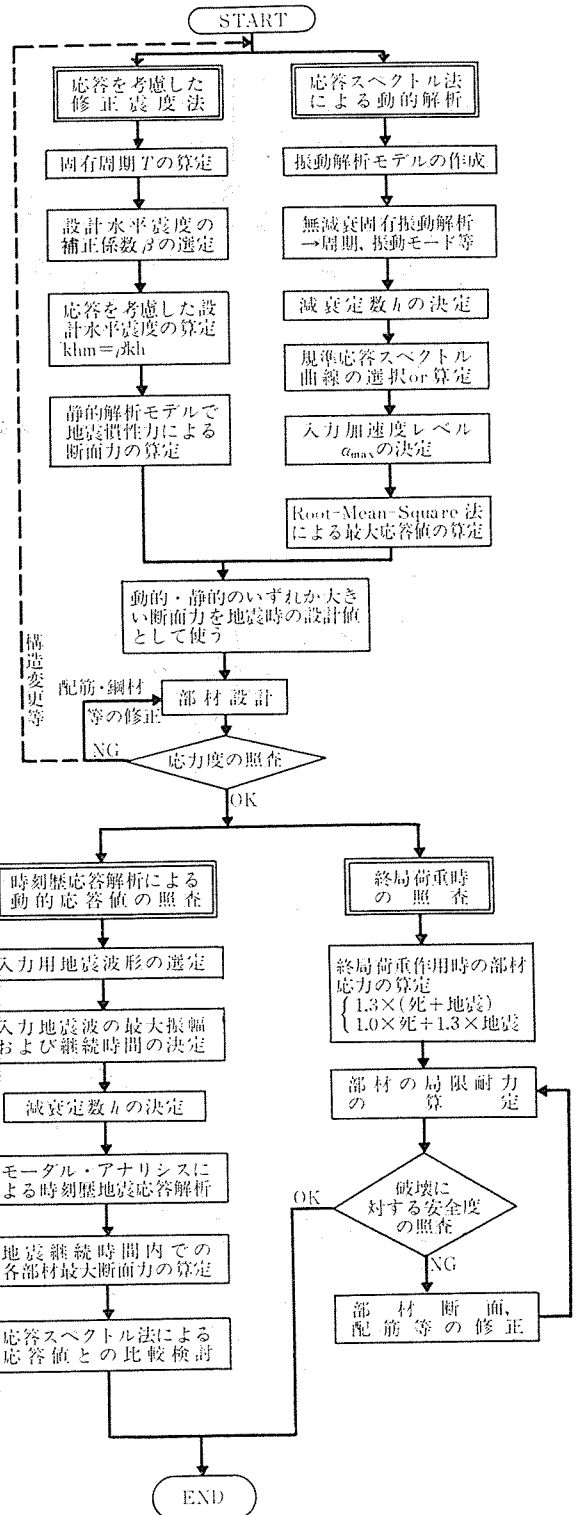 START
応答を考慮した
修正震度法
固有周期Tの算定
設計水平震度の
補正係数βの選定
応答を考慮した設
計水平震度の算定
khm=βkh
静的解析モデルで
地震慣性力による
断面力の算定
応答スペクトル法
による動的解析
振動解析モデルの作成
無減衰固有振動解析
→周期、振動モード等
減衰定数hの決定
規準応答スペクトル
曲線の選択or算定
入力加速度レベル
αmaxの決定
Root-Mean-Square法
による最大応答値の算定
動的・静的のいずれか大き
い断面力を地震時の設計値
として使う
構造変更等
配筋・鋼材
等の修正
部材設計
NG
応力度の照査
OK
時刻歴応答解析による
動的応答値の照査
入力用地震波形の選定
入力地震波の最大振幅
および継続時間の決定
減衰定数hの決定
モーダル・アナリシスに
よる時刻歴地震応答解析
地震継続時間内での
各部材最大断面力の算定
応答スペクトル法による
応答値との比較検討
終局荷重時
の照査
終局荷重作用時の部材
応力の算定
1.3×(死+地震)
1.0×死+1.3×地震
部材の局限耐力
の算定
OK
破壊に
対する安全度
の照査
NG
部材断面,
配筋等の修正
END